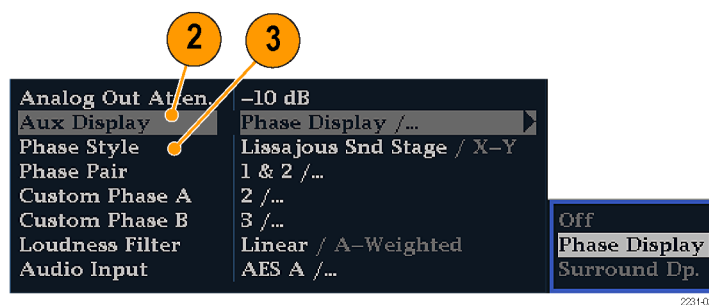 2 3
Analog Out Atten. –10 dB
Aux Display Phase Display /...
Phase Style Lissajous Snd Stage / X–Y
Phase Pair 1 & 2 /...
Custom Phase A 2 /...
Custom Phase B 3 /...
Loudness Filter Linear / A–Weighted
Audio Input AES A /...
Off
Phase Display
Surround Dp.